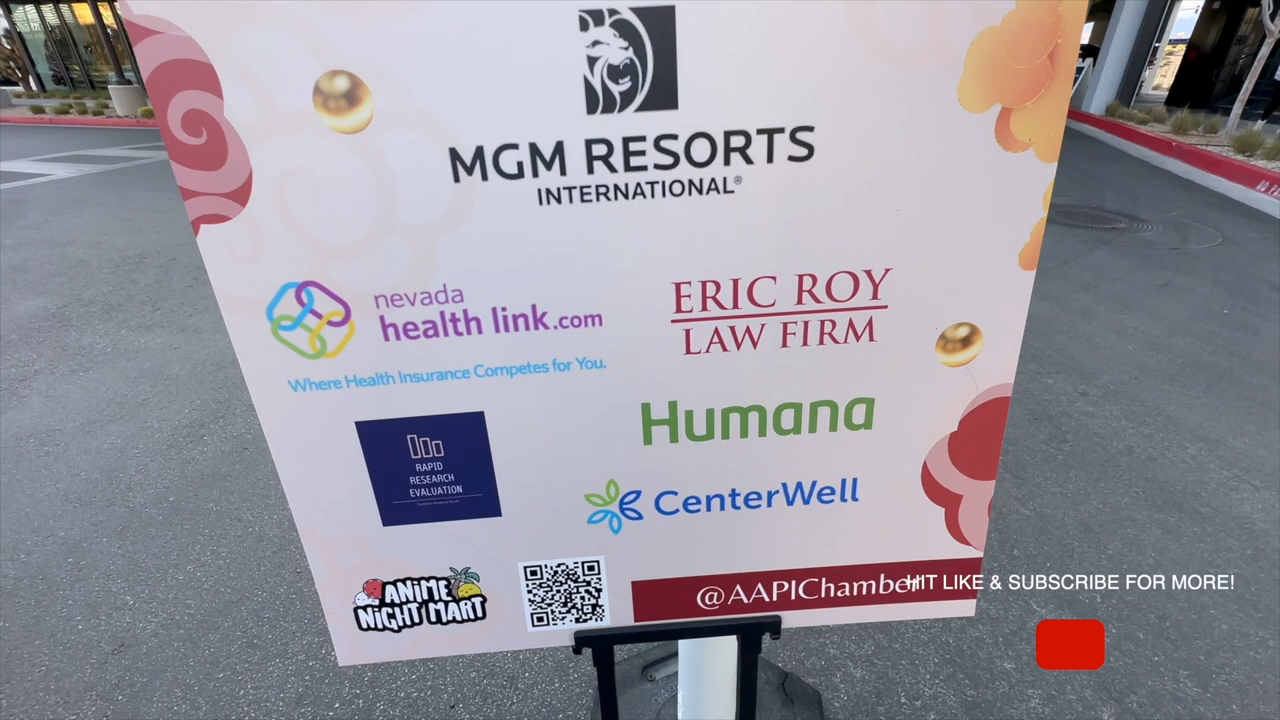 MGM RESORTS
INTERNATIONAL®
nevada
health link.com
Where Health Insurance Competes for You.
ERIC ROY
LAW FIRM
Humana
RAPID
RESEARCH
EVALUATION
CenterWell
ANIME
NIGHT MART
@AAPIChamber
HIT LIKE & SUBSCRIBE FOR MORE!